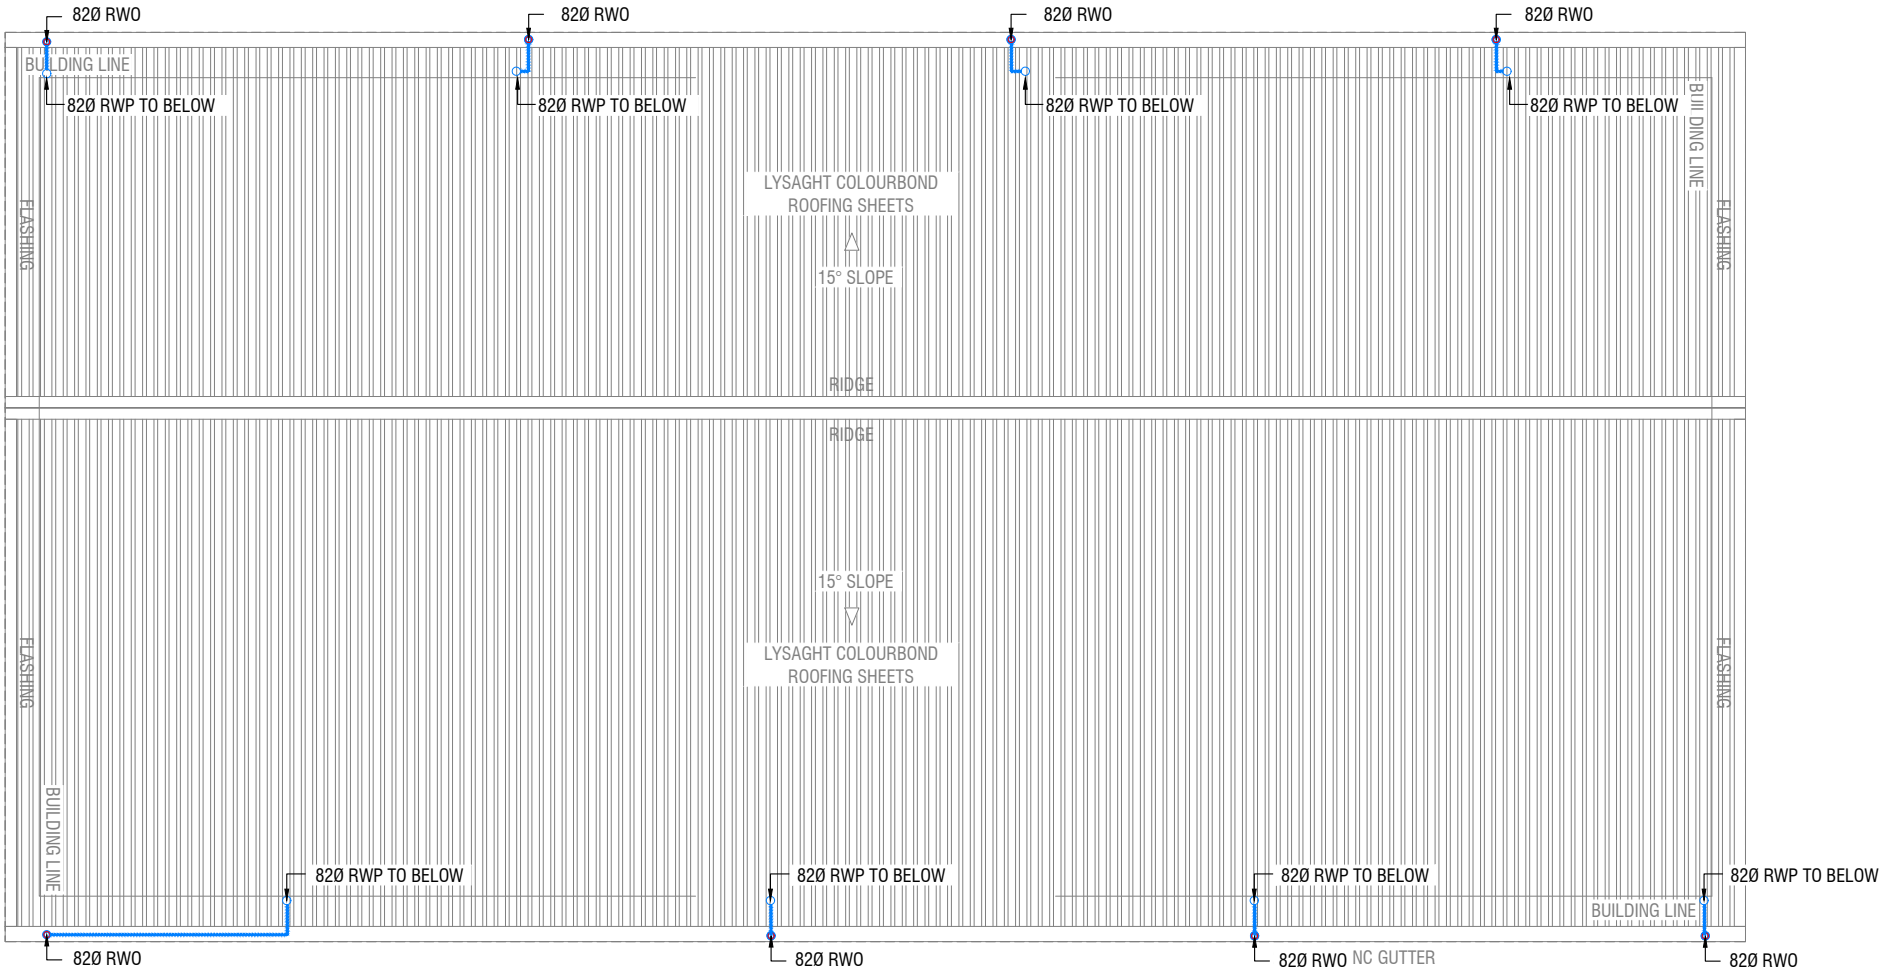 82Ø RWO
82Ø RWO
82Ø RWO
82Ø RWO
BUILDING LINE
82Ø RWP TO BELOW
82Ø RWP TO BELOW
82Ø RWP TO BELOW
82Ø RWP TO BELOW
BUILDING LINE
LYSAGHT COLOURBOND
ROOFING SHEETS
FLASHING
FLASHING
15° SLOPE
RIDGE
RIDGE
15° SLOPE
LYSAGHT COLOURBOND
ROOFING SHEETS
FLASHING
FLASHING
BUILDING LINE
82Ø RWP TO BELOW
82Ø RWP TO BELOW
82Ø RWP TO BELOW
82Ø RWP TO BELOW
BUILDING LINE
82Ø RWO
82Ø RWO
82Ø RWO
NC GUTTER
82Ø RWO